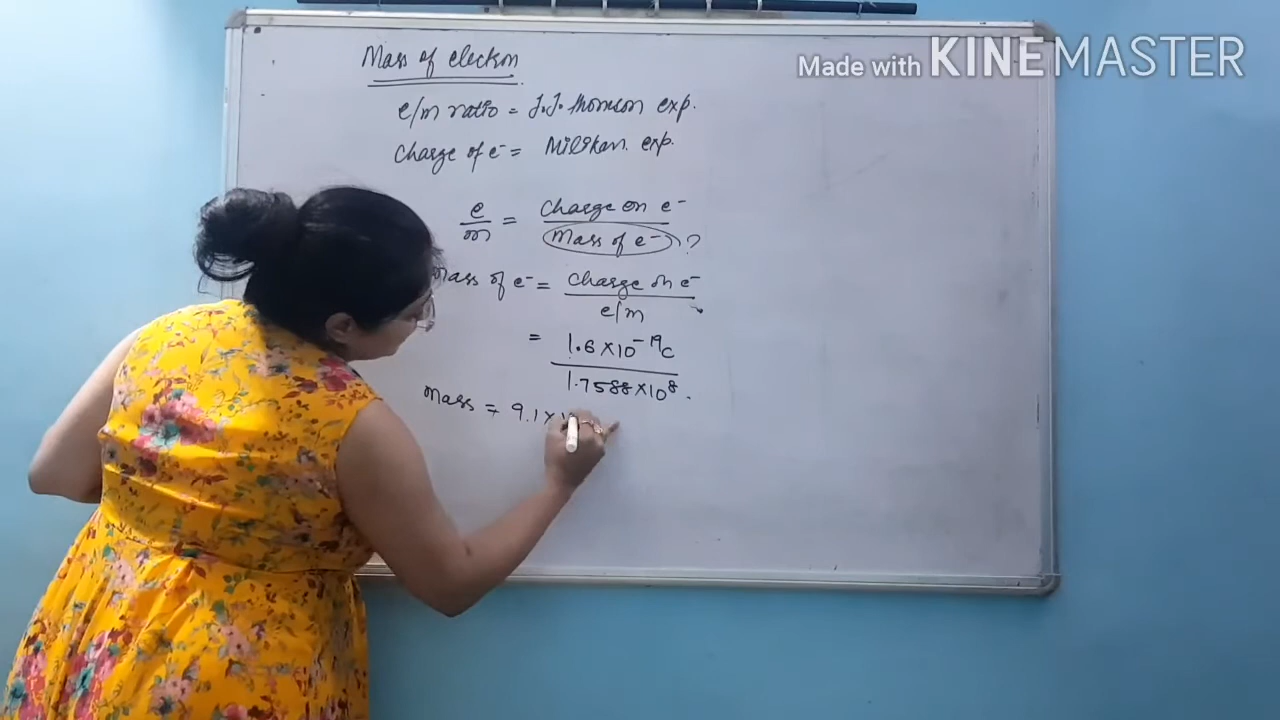 Made with KINEMASTER
Mass of electron
e/m ratio = J.J. Thomson exp.
Charge of e⁻ = Millikan. exp.
e/m = Charge on e⁻ / Mass of e⁻ ?
Mass of e⁻ = Charge on e⁻ / e/m
= 1.6 × 10⁻¹⁹C / 1.7588 × 10⁸.
Mass = 9.1 ×